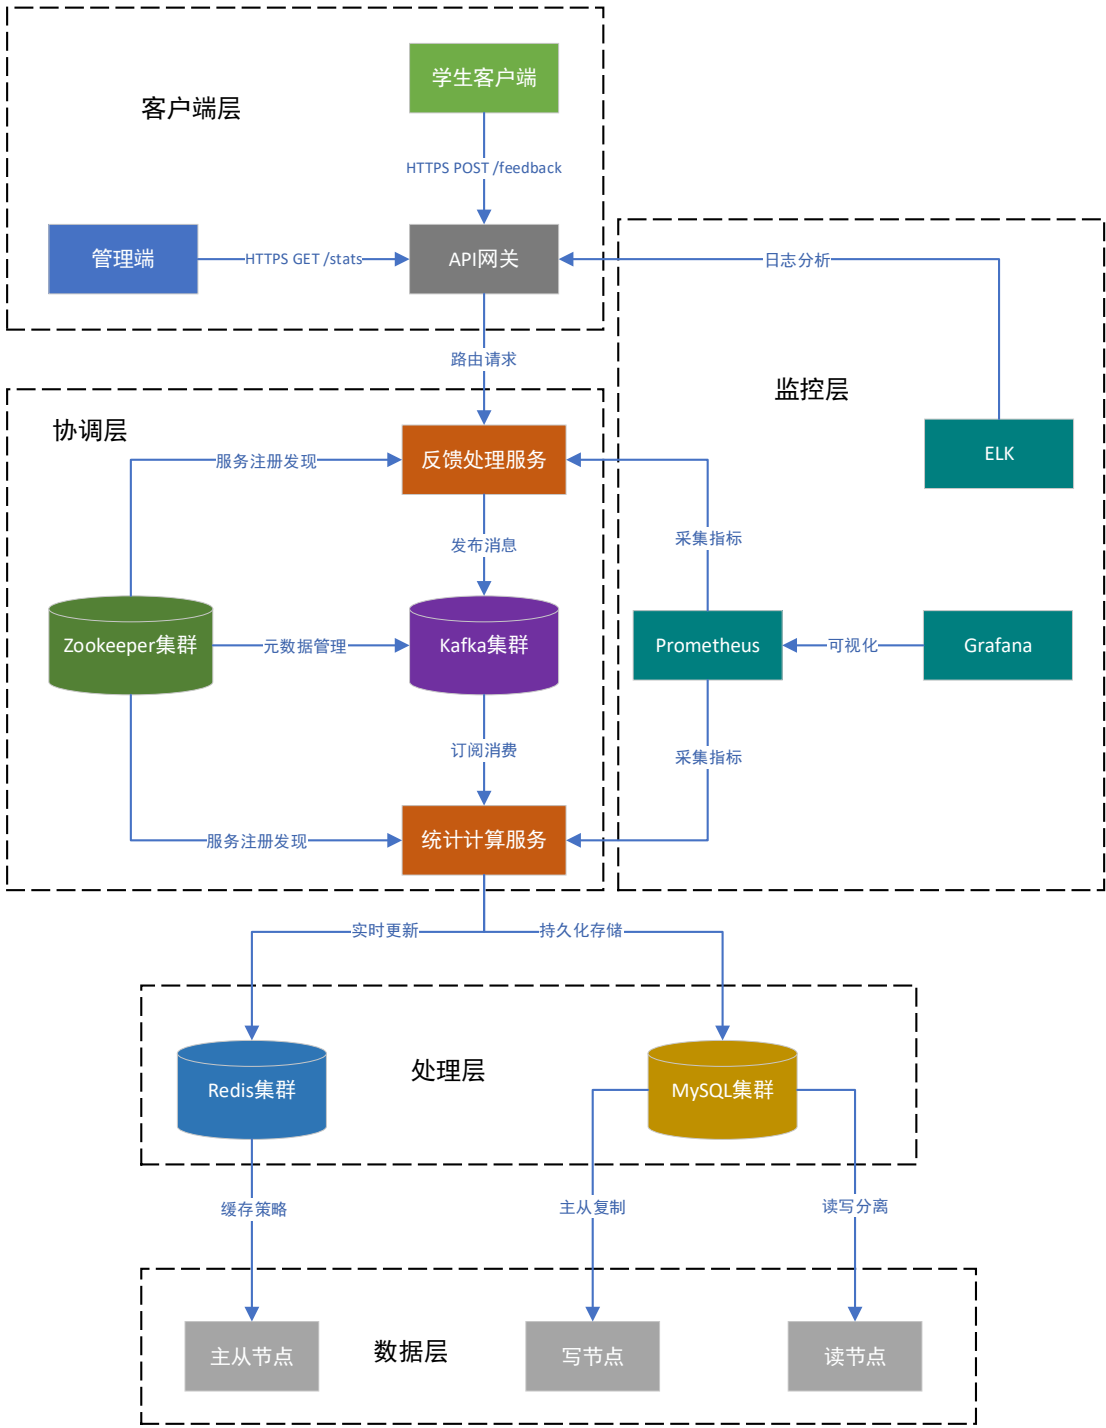 学生客户端
客户端层
HTTPS POST /feedback
管理端
HTTPS GET /stats
API网关
日志分析
路由请求
监控层
协调层
反馈处理服务
服务注册发现
ELK
采集指标
发布消息
Zookeeper集群
元数据管理
Kafka集群
Prometheus
可视化
Grafana
订阅消费
采集指标
服务注册发现
统计计算服务
实时更新
持久化存储
处理层
Redis集群
MySQL集群
缓存策略
主从复制
读写分离
主从节点
数据层
写节点
读节点